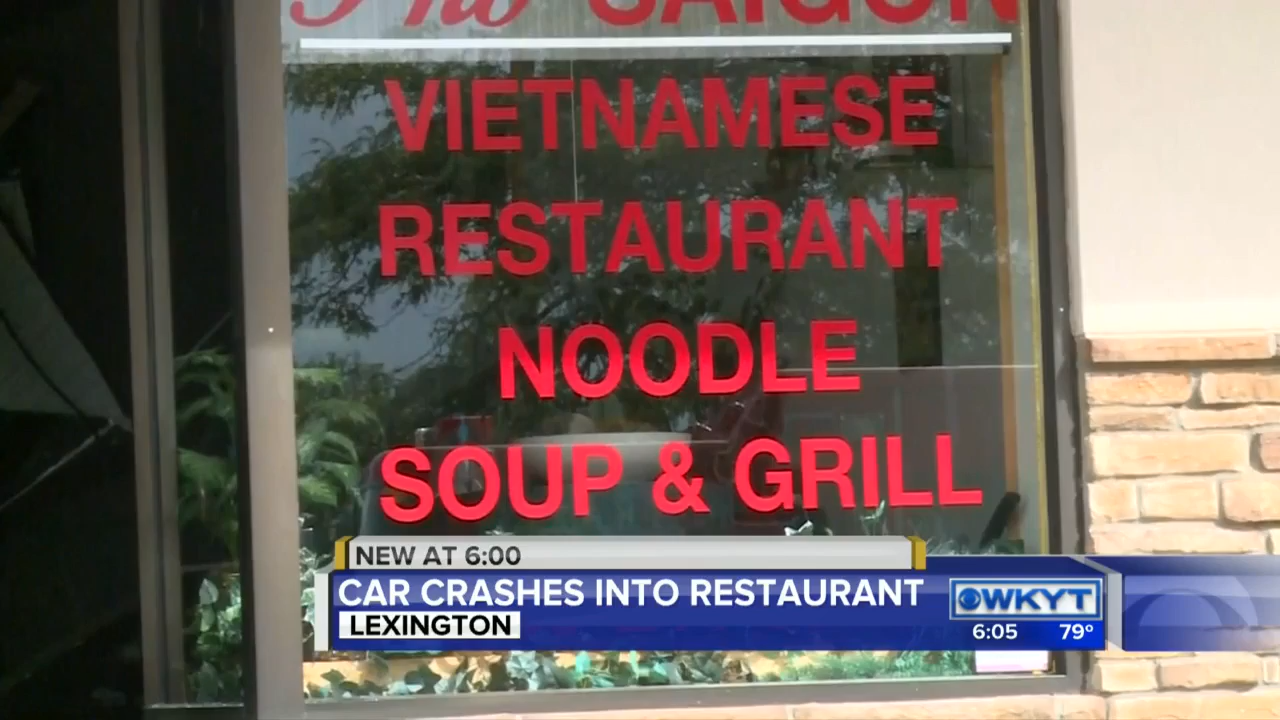 Pho SAIGON
VIETNAMESE
RESTAURANT
NOODLE
SOUP & GRILL
NEW AT 6:00
CAR CRASHES INTO RESTAURANT
LEXINGTON
WKYT
6:05 79°